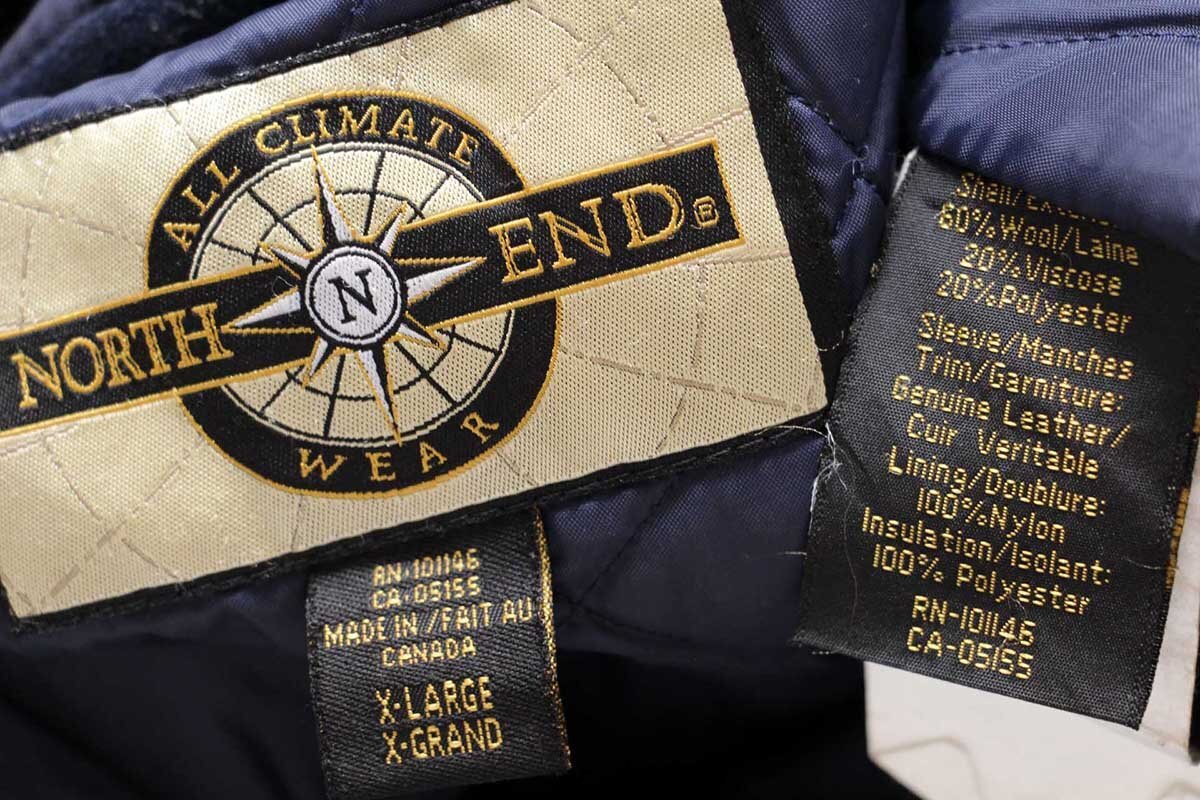 ALL CLIMATE
NORTH N END®
WEAR
RN-101146
CA-05155
MADE IN//FAIT AU
CANADA
X-LARGE
X-GRAND
60%Wool/Laine
20%Viscose
20%Polyester
Sleeve/Manches
Trim/Garniture:
Genuine Leather/
Cuir Veritable
Lining/Doublure:
100%Nylon
Insulation/Isolant:
100% Polyester
RN-101146
CA-05155